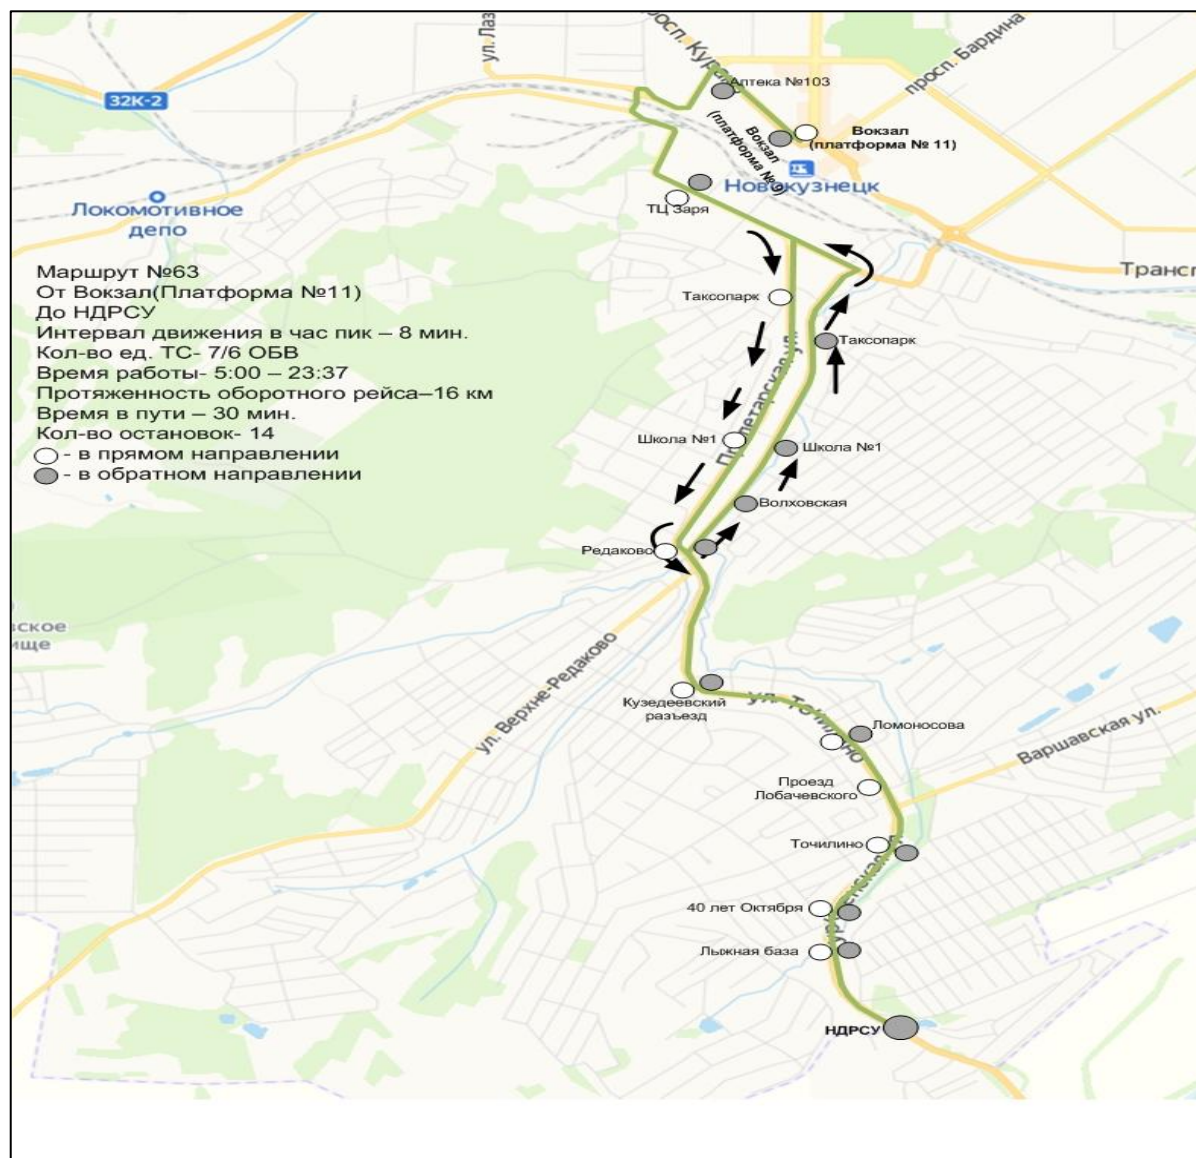 ул. Лаз
просп. Кур
просп. Бардина
32К-2
Аптека №103
Вокзал
(платформа № 11)
Вокзал
(платформа № 9)
Новокузнецк
Локомотивное
депо
ТЦ Заря
Трансп
Маршрут №63
От Вокзал(Платформа №11)
До НДРСУ
Интервал движения в час пик – 8 мин.
Кол-во ед. ТС- 7/6 ОБВ
Время работы- 5:00 – 23:37
Протяженность оборотного рейса–16 км
Время в пути – 30 мин.
Кол-во остановок- 14
- в прямом направлении
- в обратном направлении
Таксопарк
Таксопарк
Школа №1
Школа №1
Волховская
Редаково
вское
ище
ул. Верхне-Редаково
Кузедеевский
разъезд
Ломоносова
Варшавская ул.
Проезд
Лобачевского
Точилино
40 лет Октября
Лыжная база
НДРСУ